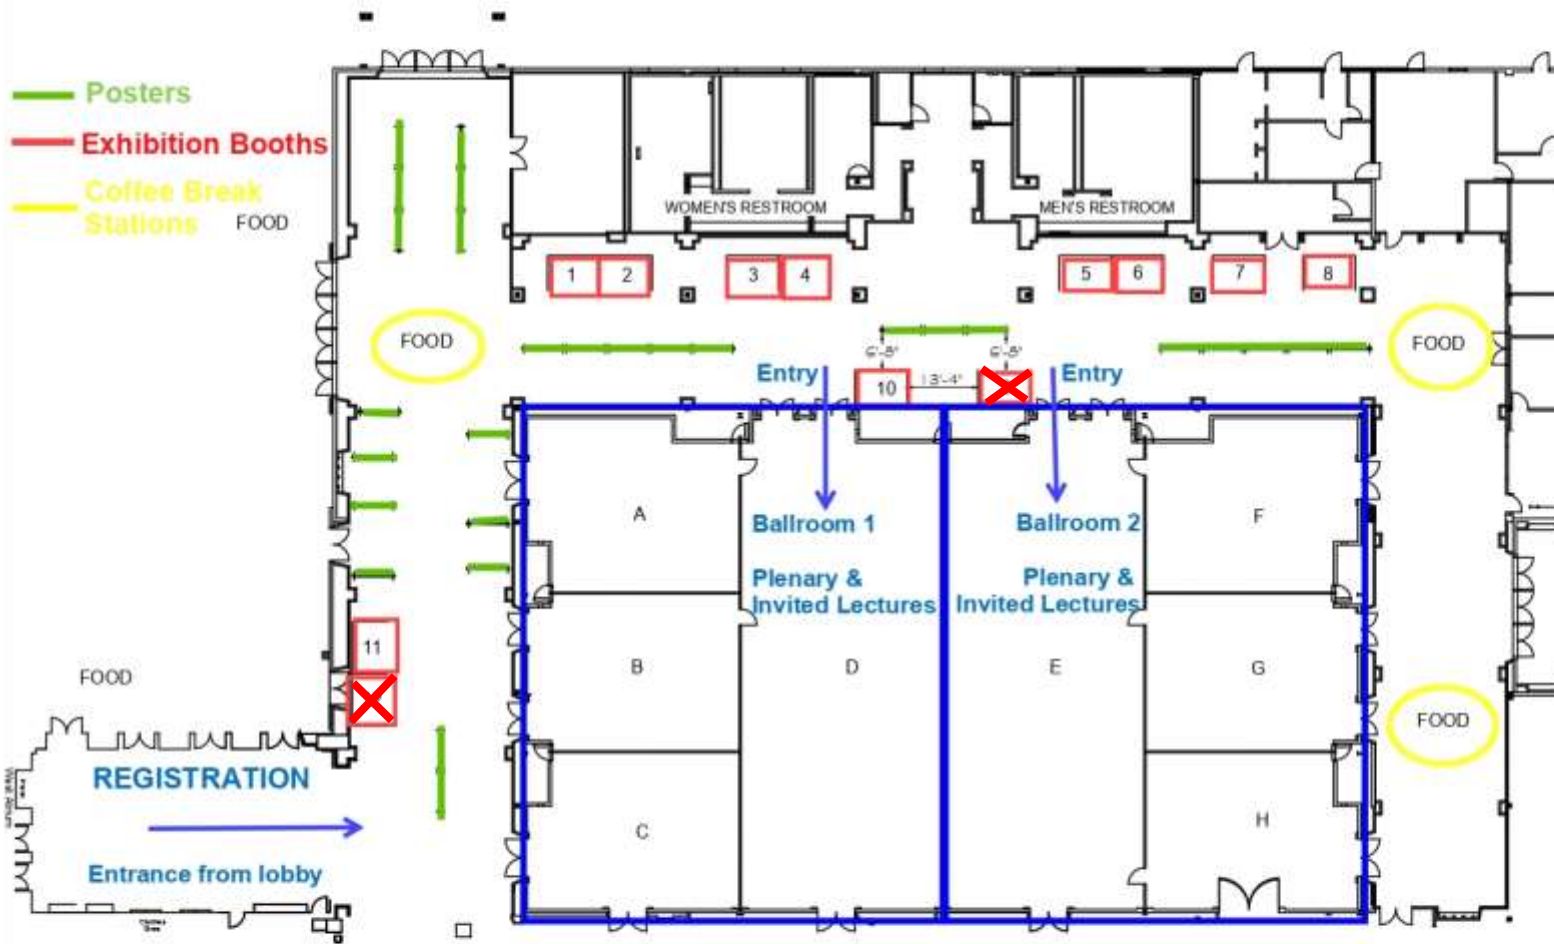 Posters
Exhibition Booths
Coffee Break
Stations
FOOD
WOMEN'S RESTROOM
MEN'S RESTROOM
1
2
3
4
5
6
7
8
FOOD
FOOD
6'-8"
6'-8"
Entry
10
13'-4"
Entry
A
Ballroom 1
Ballroom 2
F
Plenary &
Invited Lectures
Plenary &
Invited Lectures
11
B
D
E
G
FOOD
FOOD
REGISTRATION
C
H
Entrance from lobby